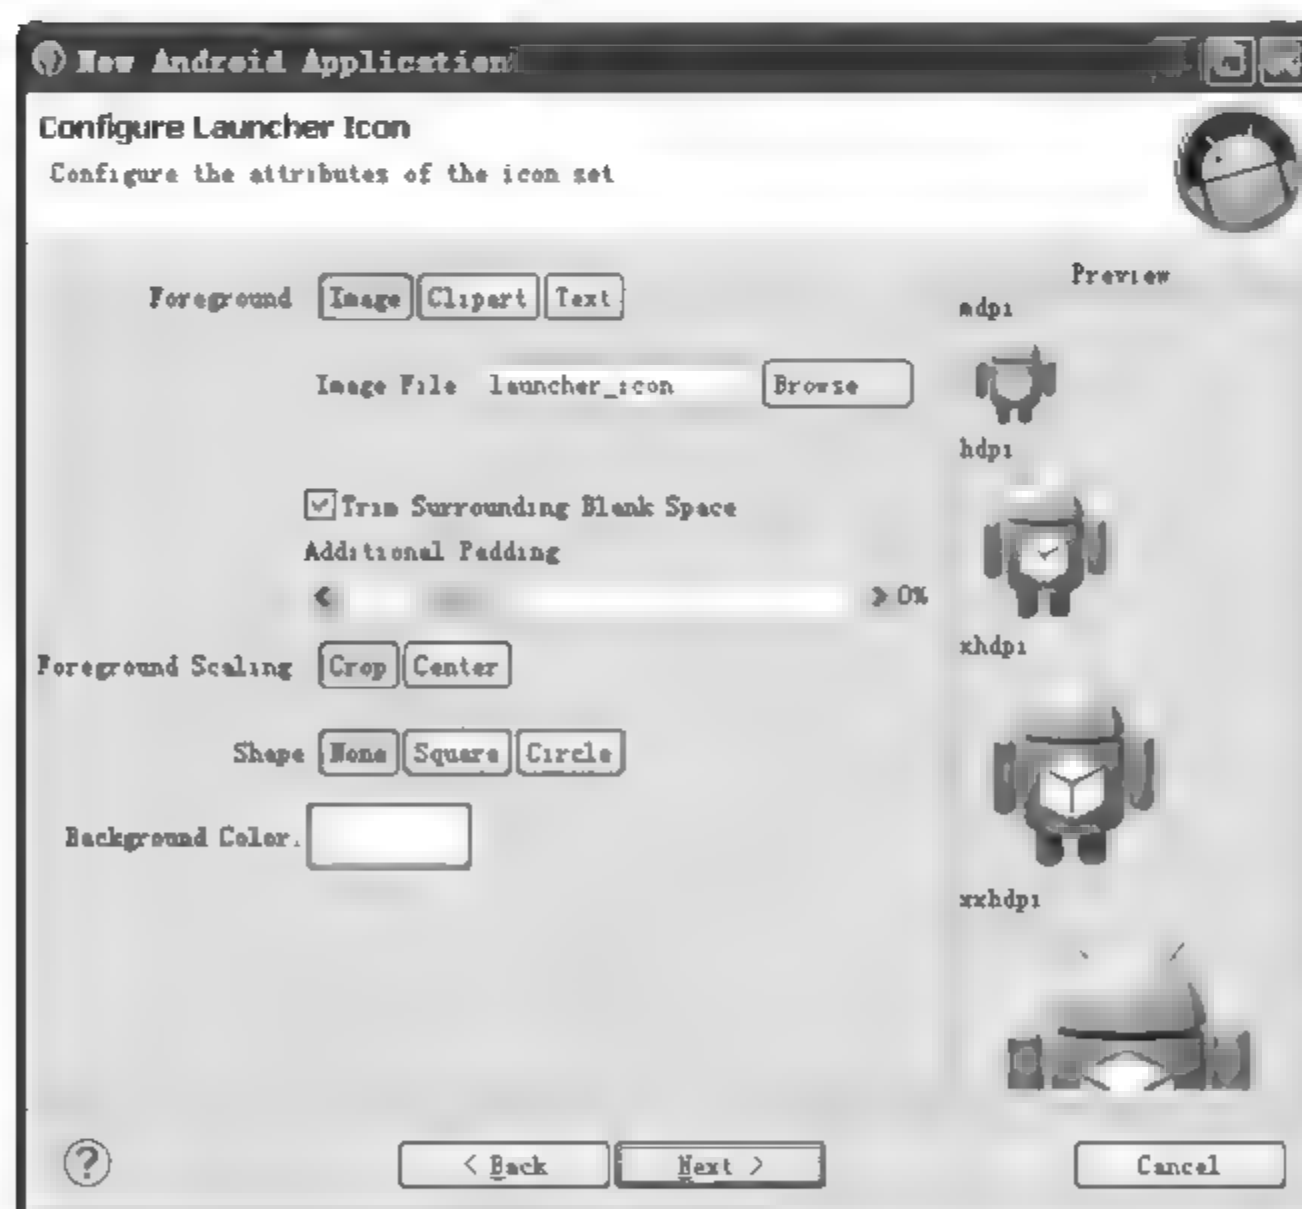 New Android Application
Configure Launcher Icon
Configure the attributes of the icon set
Foreground Image Clipart Text
Image File launcher_icon Browse
Trim Surrounding Blank Space
Additional Padding
0%
Foreground Scaling Crop Center
Shape None Square Circle
Background Color:
Preview
mdpi
hdpi
xhdpi
xxhdpi
?
< Back Next > Cancel